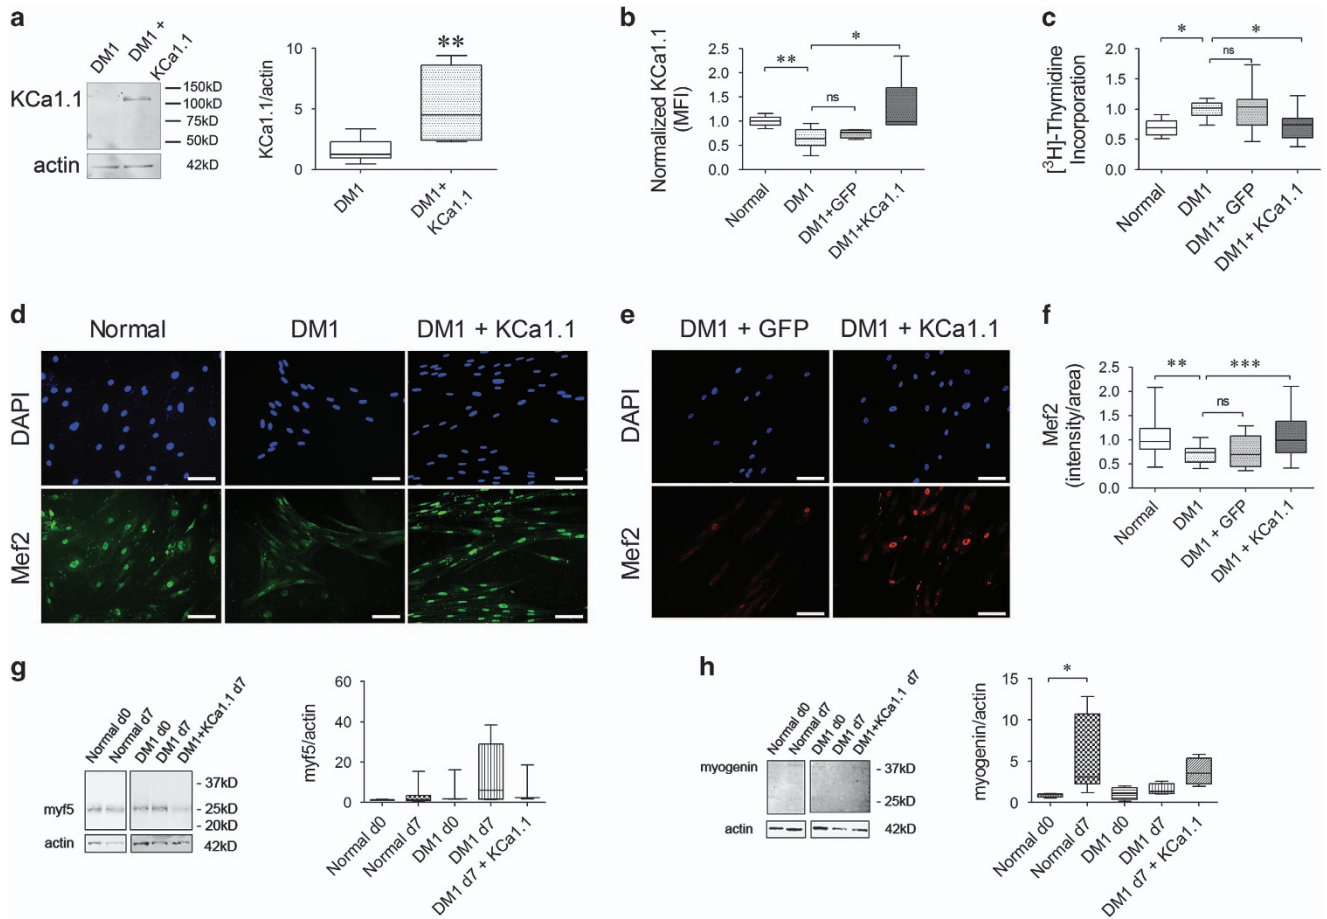 a
DM1
DM1 +
KCa1.1
KCa1.1
150kD
100kD
75kD
50kD
actin
42kD
KCa1.1/actin
10
5
0
**
DM1
DM1+
KCa1.1
b
Normalized KCa1.1
(MFI)
2.5
2.0
1.5
1.0
0.5
0.0
**
*
ns
Normal
DM1
DM1+GFP
DM1+KCa1.1
c
[³H]-Thymidine
Incorporation
2.0
1.5
1.0
0.5
0.0
*
*
ns
Normal
DM1
DM1+ GFP
DM1+ KCa1.1
d
Normal
DM1
DM1 + KCa1.1
DAPI
Mef2
e
DM1 + GFP
DM1 + KCa1.1
DAPI
Mef2
f
Mef2
(intensity/area)
2.5
2.0
1.5
1.0
0.5
0.0
**
***
ns
Normal
DM1
DM1 + GFP
DM1 + KCa1.1
g
Normal d0
Normal d7
DM1 d0
DM1 d7
DM1+KCa1.1 d7
myf5
- 37kD
- 25kD
- 20kD
actin
42kD
myf5/actin
60
40
20
0
Normal d0
Normal d7
DM1 d0
DM1 d7
DM1 d7 + KCa1.1
h
Normal d0
Normal d7
DM1 d0
DM1 d7
DM1+KCa1.1 d7
myogenin
- 37kD
- 25kD
actin
42kD
myogenin/actin
15
10
5
0
*
Normal d0
Normal d7
DM1 d0
DM1 d7
DM1 d7 + KCa1.1